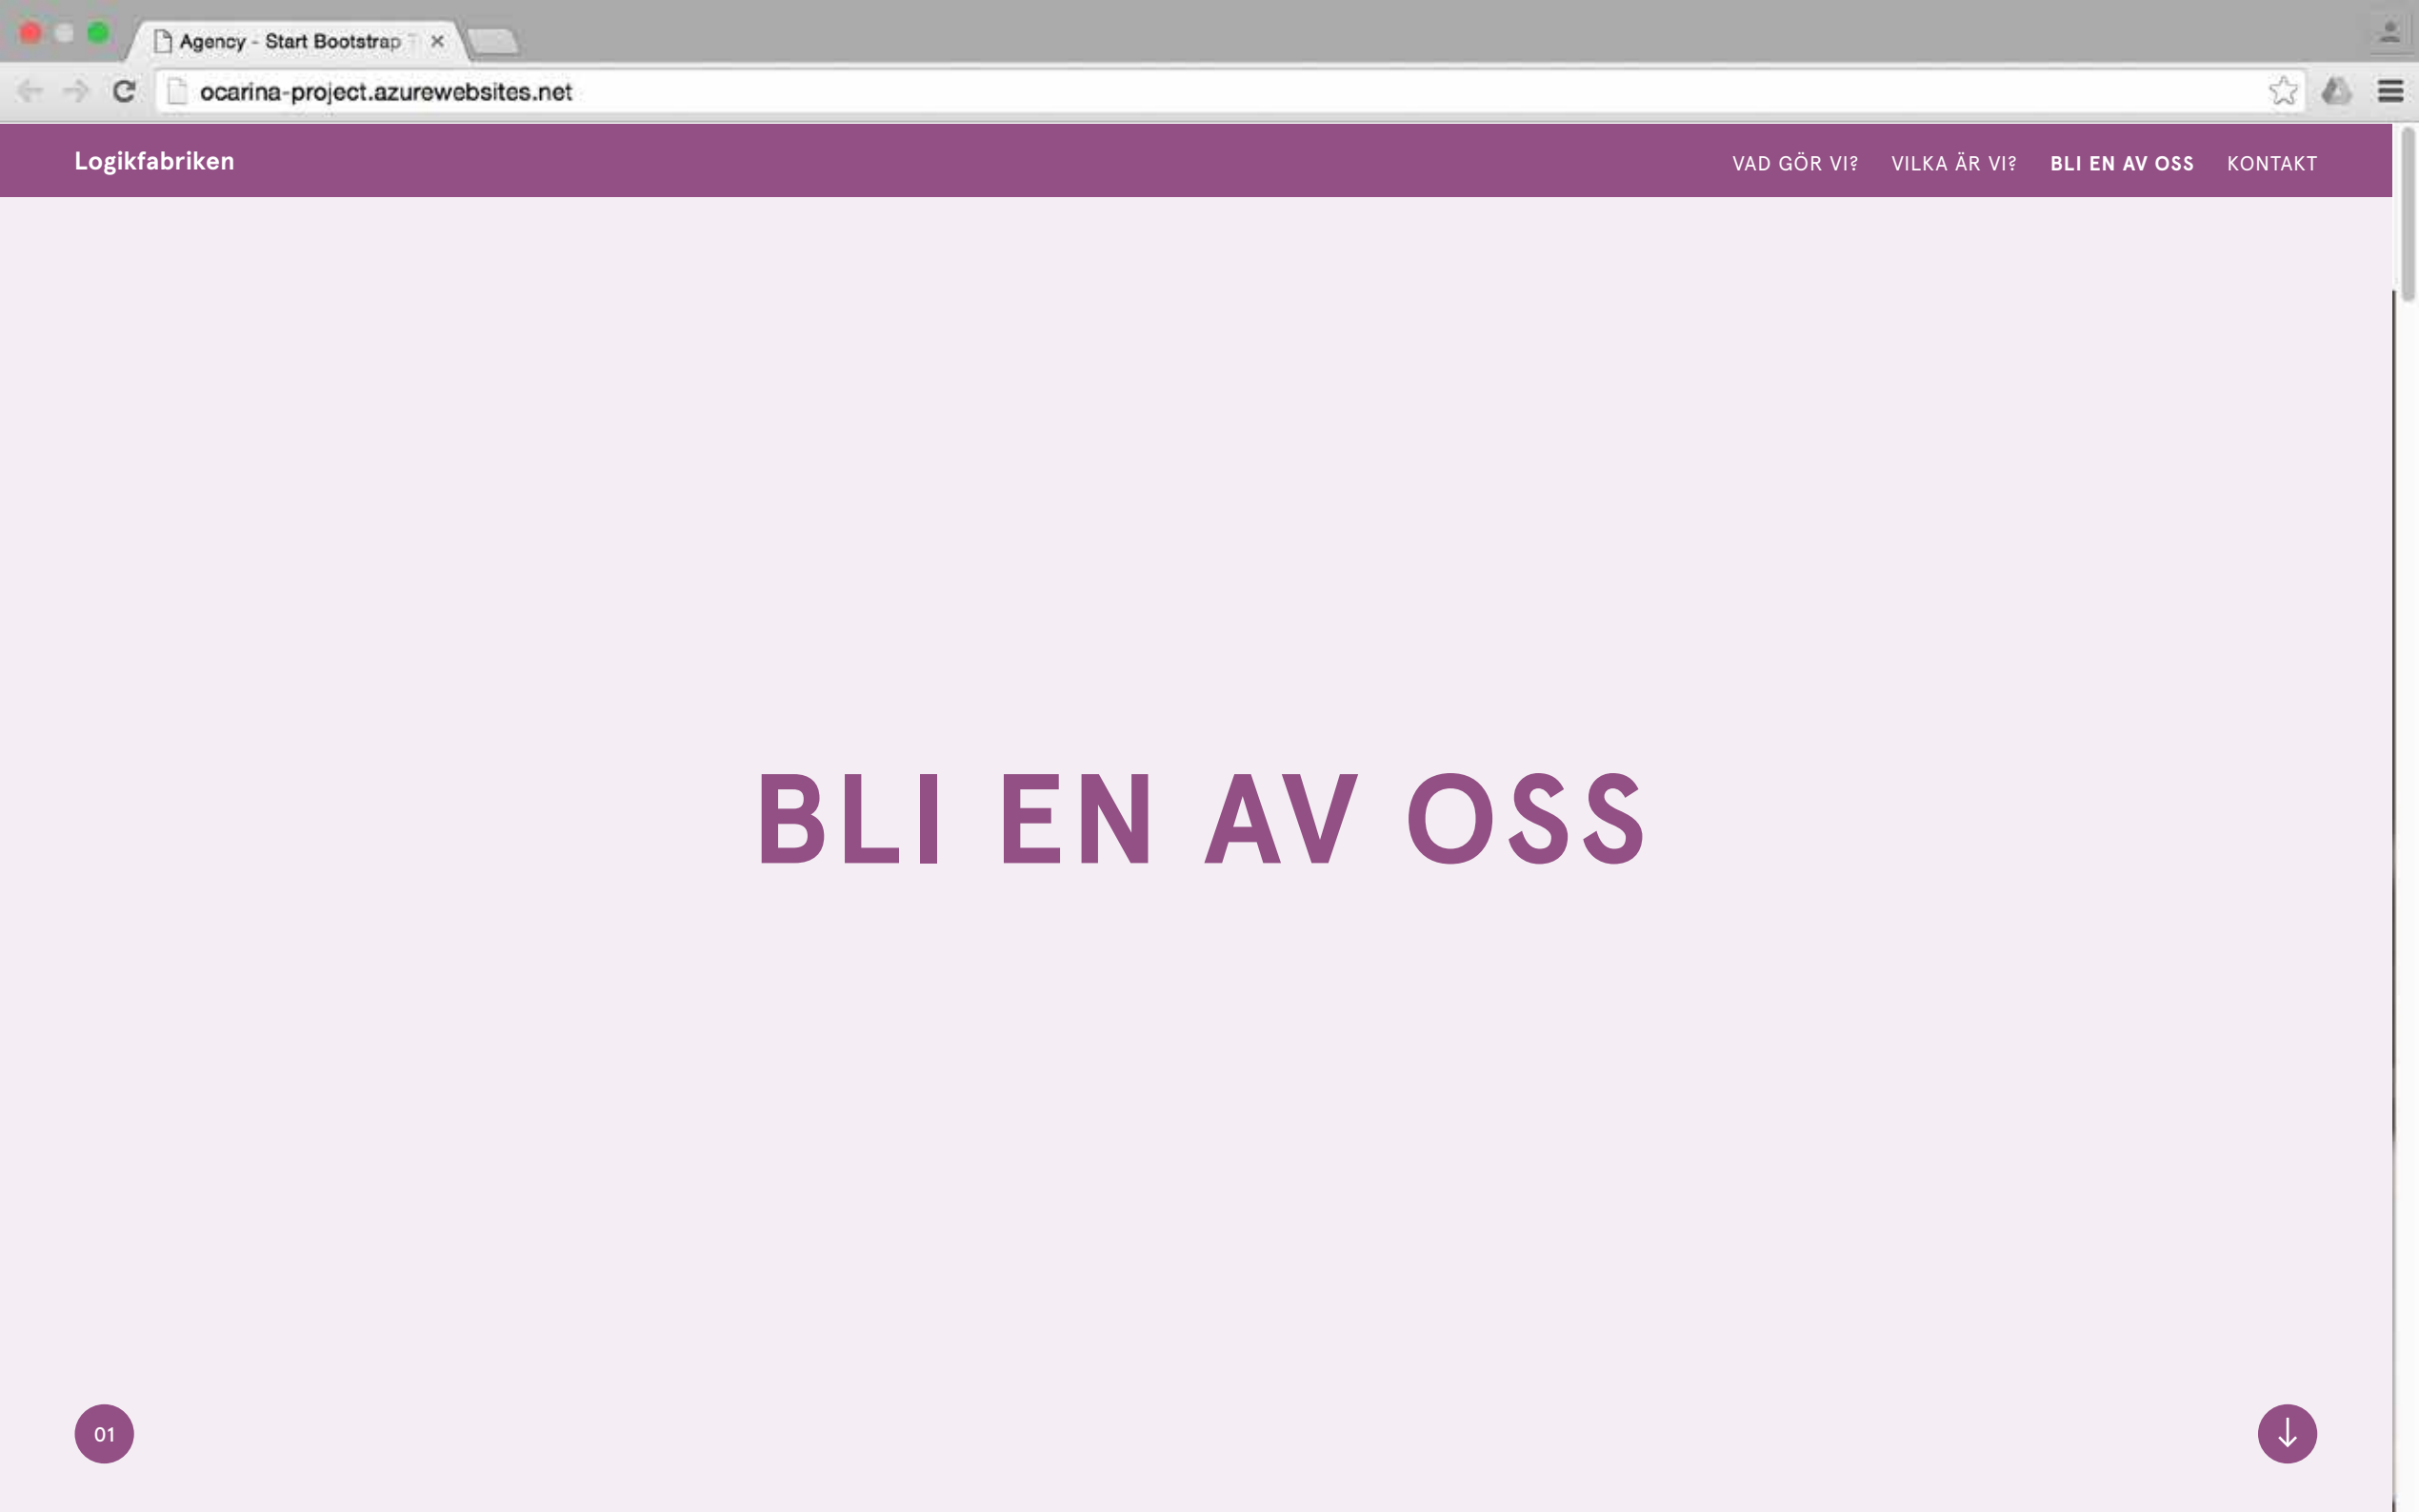 Agency - Start Bootstrap
ocarina-project.azurewebsites.net
Logikfabriken
VAD GÖR VI?
VILKA ÄR VI?
BLI EN AV OSS
KONTAKT
BLI EN AV OSS
01